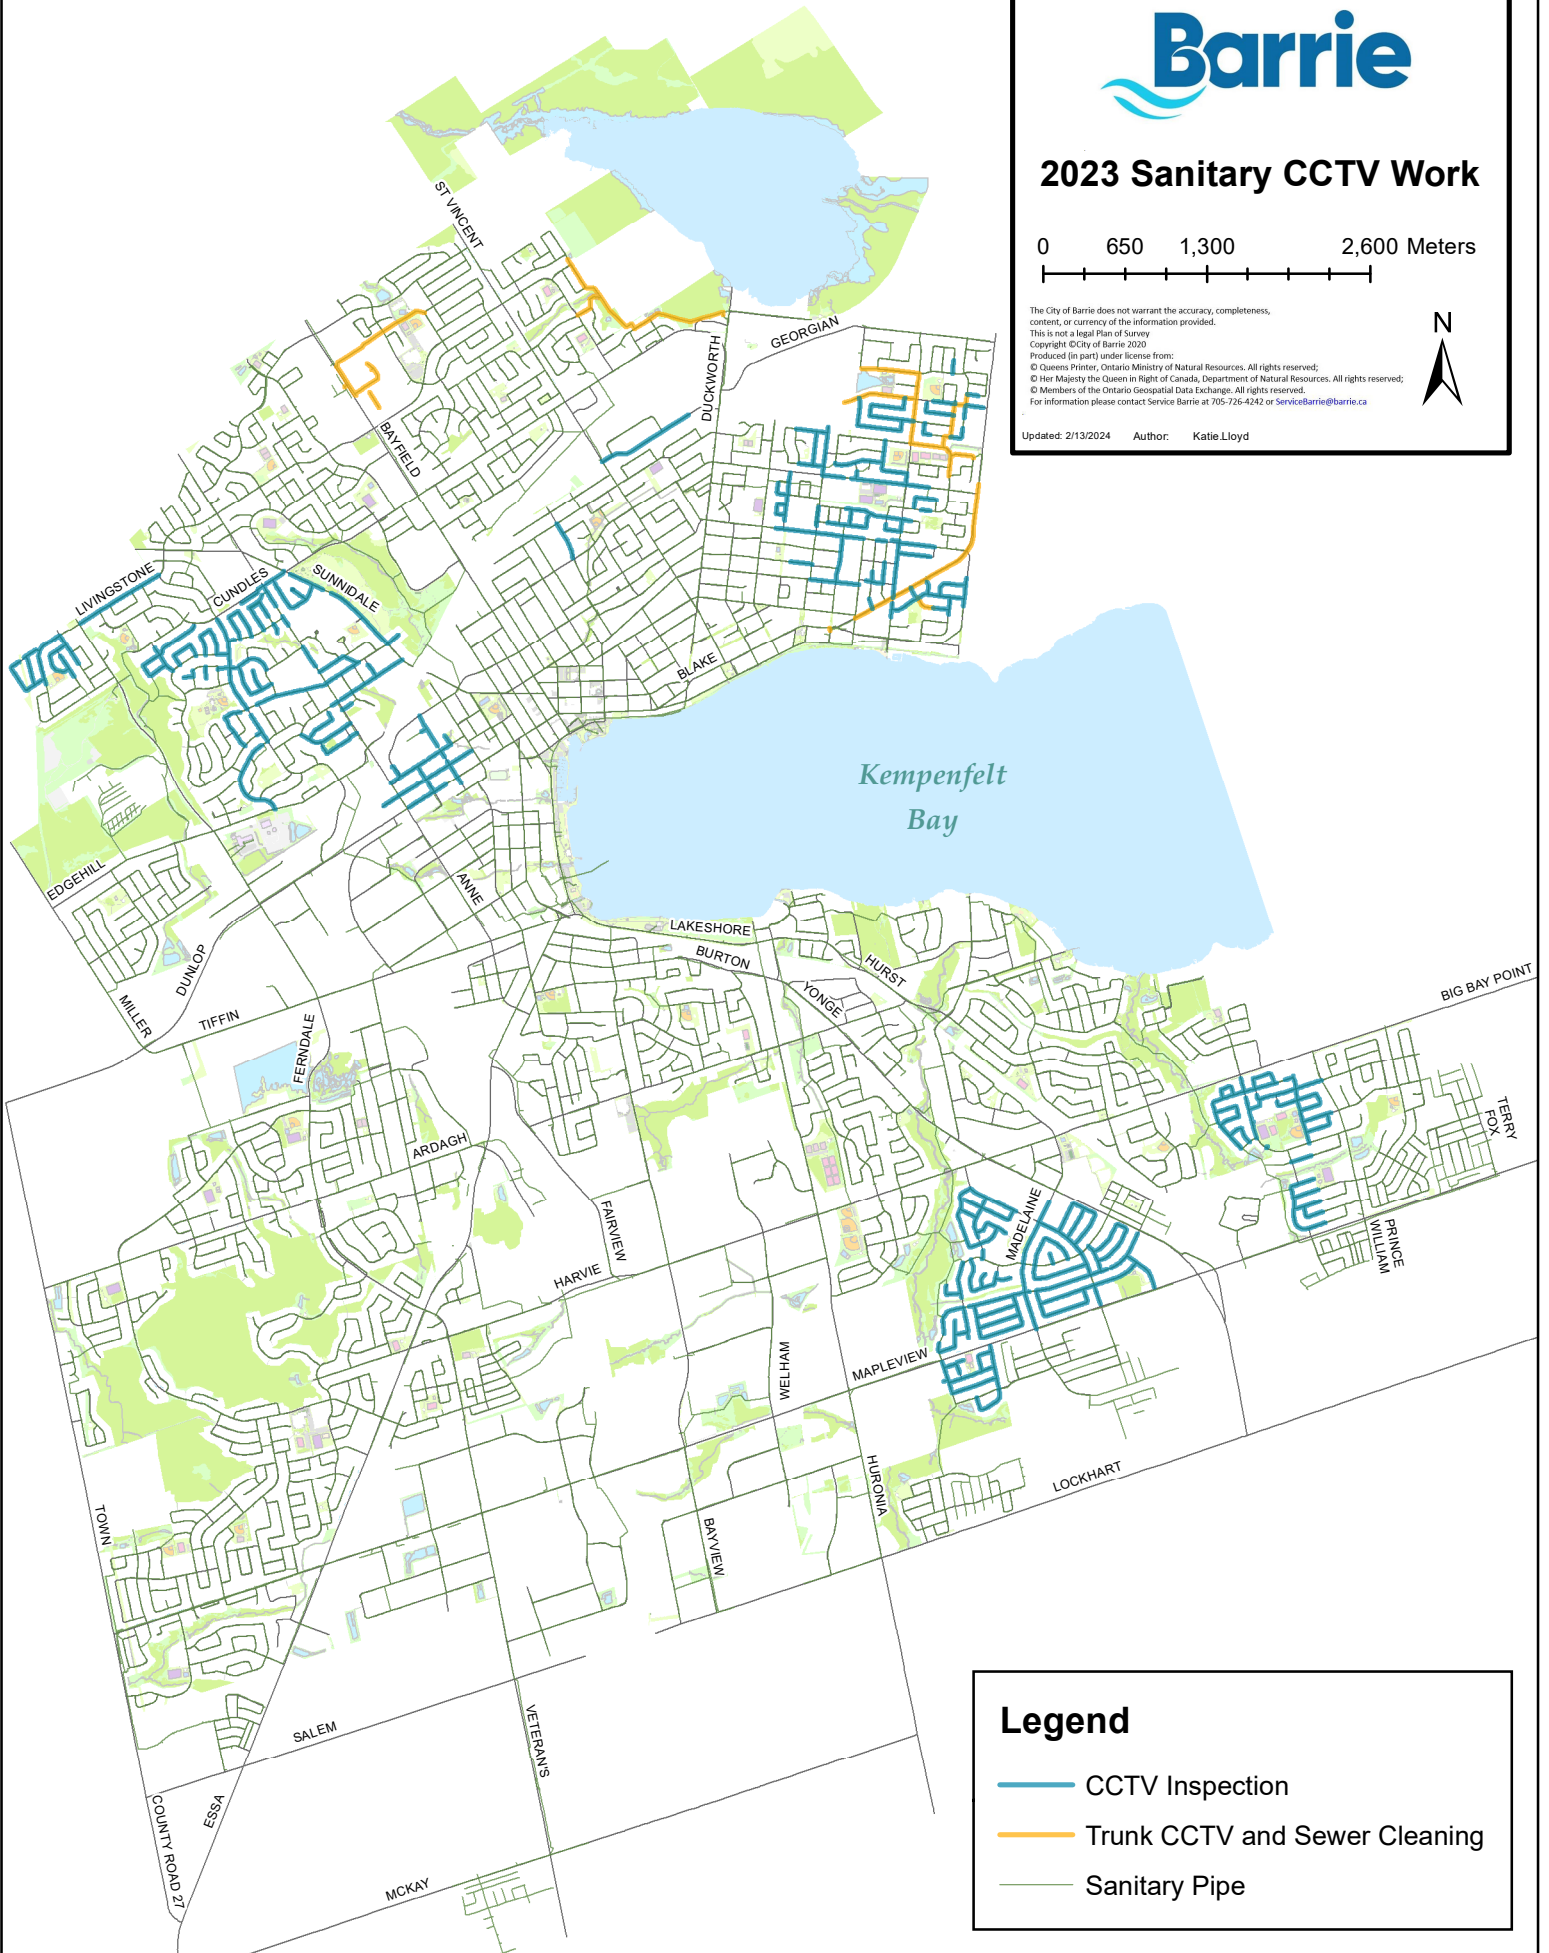 Barrie
2023 Sanitary CCTV Work
0 650 1,300 2,600 Meters
The City of Barrie does not warrant the accuracy, completeness,
content, or currency of the information provided.
This is not a legal Plan of Survey
Copyright ©City of Barrie 2020
Produced (in part) under license from:
© Queens Printer, Ontario Ministry of Natural Resources. All rights reserved;
© Her Majesty the Queen in Right of Canada, Department of Natural Resources. All rights reserved;
© Members of the Ontario Geospatial Data Exchange. All rights reserved.
For information please contact Service Barrie at 705-726-4242 or ServiceBarrie@barrie.ca
N
Updated: 2/13/2024 Author: Katie.Lloyd
ST VINCENT
GEORGIAN
DUCKWORTH
BAYFIELD
LIVINGSTONE
CUNDLES
SUNNIDALE
BLAKE
Kempenfelt
Bay
EDGEHILL
ANNE
DUNLOP
LAKESHORE
BURTON
HURST
YONGE
BIG BAY POINT
MILLER
TIFFIN
FERNDALE
TERRY
FOX
ARDAGH
FAIRVIEW
MADELAINE
PRINCE
WILLIAM
HARVIE
WELHAM
MAPLEVIEW
HURONIA
LOCKHART
TOWN
BAYVIEW
SALEM
VETERAN'S
COUNTY ROAD 27
ESSA
MCKAY
Legend
CCTV Inspection
Trunk CCTV and Sewer Cleaning
Sanitary Pipe